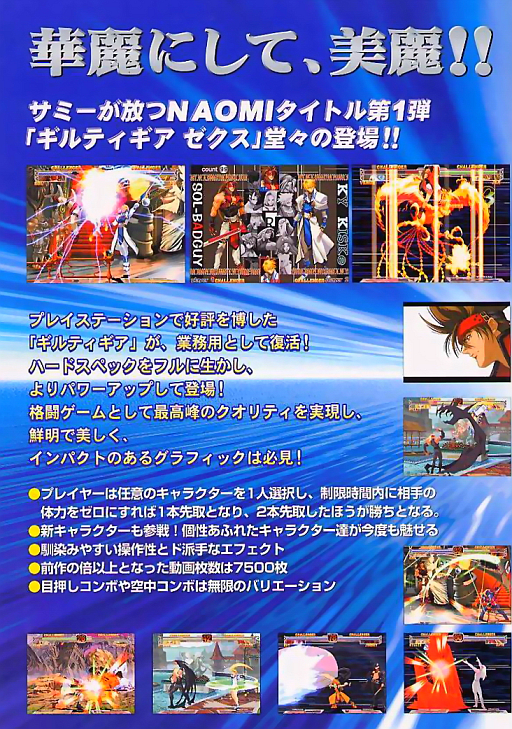 華麗にして、美麗!!
サミーが放つNAOMIタイトル第1弾
「ギルティギア ゼクス」堂々の登場!!
CHALLENGER
CHALLENGER
count
SOL-BADGUY
KY KISKE
CHALLENGER
CHALLENGER
プレイステーションで好評を博した
「ギルティギア」が、業務用として復活!
ハードスペックをフルに生かし、
よりパワーアップして登場!
格闘ゲームとして最高峰のクオリティを実現し、
鮮明で美しく、
インパクトのあるグラフィックは必見!
●プレイヤーは任意のキャラクターを1人選択し、制限時間内に相手の
体力をゼロにすれば1本先取となり、2本先取したほうが勝ちとなる。
●新キャラクターも参戦!個性あふれたキャラクター達が今度も魅せる
●馴染みやすい操作性とド派手なエフェクト
●前作の倍以上となった動画枚数は7500枚
●目押しコンボや空中コンボは無限のバリエーション